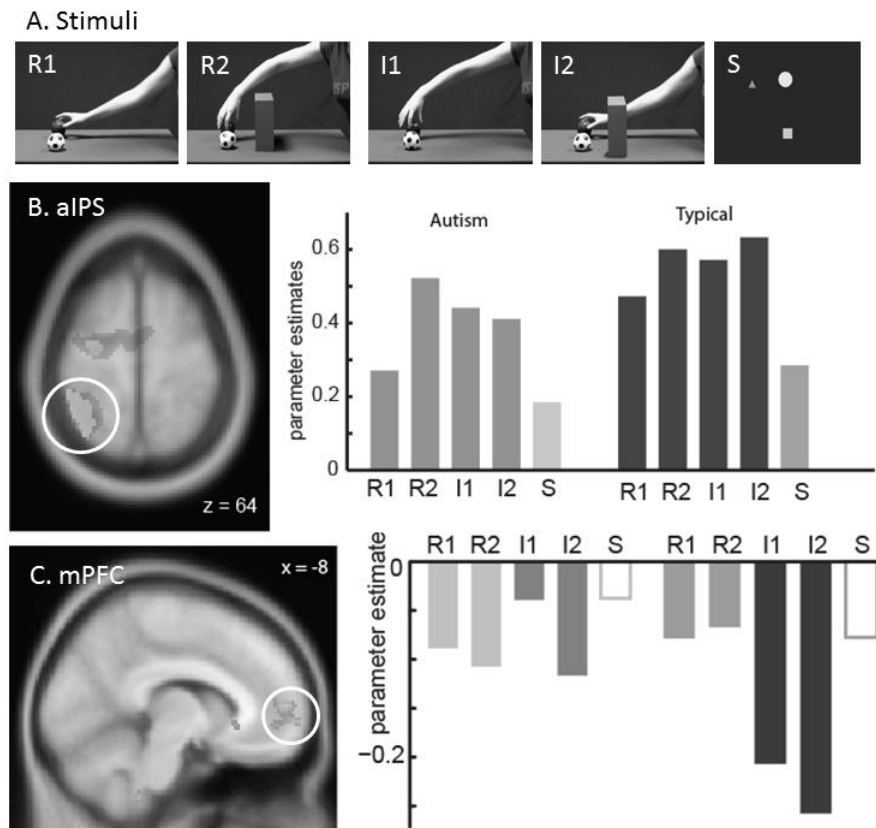 A. Stimuli
R1 R2 I1 I2 S
B. aIPS
z = 64
Autism Typical
parameter estimates
0.6
0.4
0.2
0
R1 R2 I1 I2 S R1 R2 I1 I2 S
C. mPFC
x = -8
R1 R2 I1 I2 S R1 R2 I1 I2 S
parameter estimate
0
−0.2